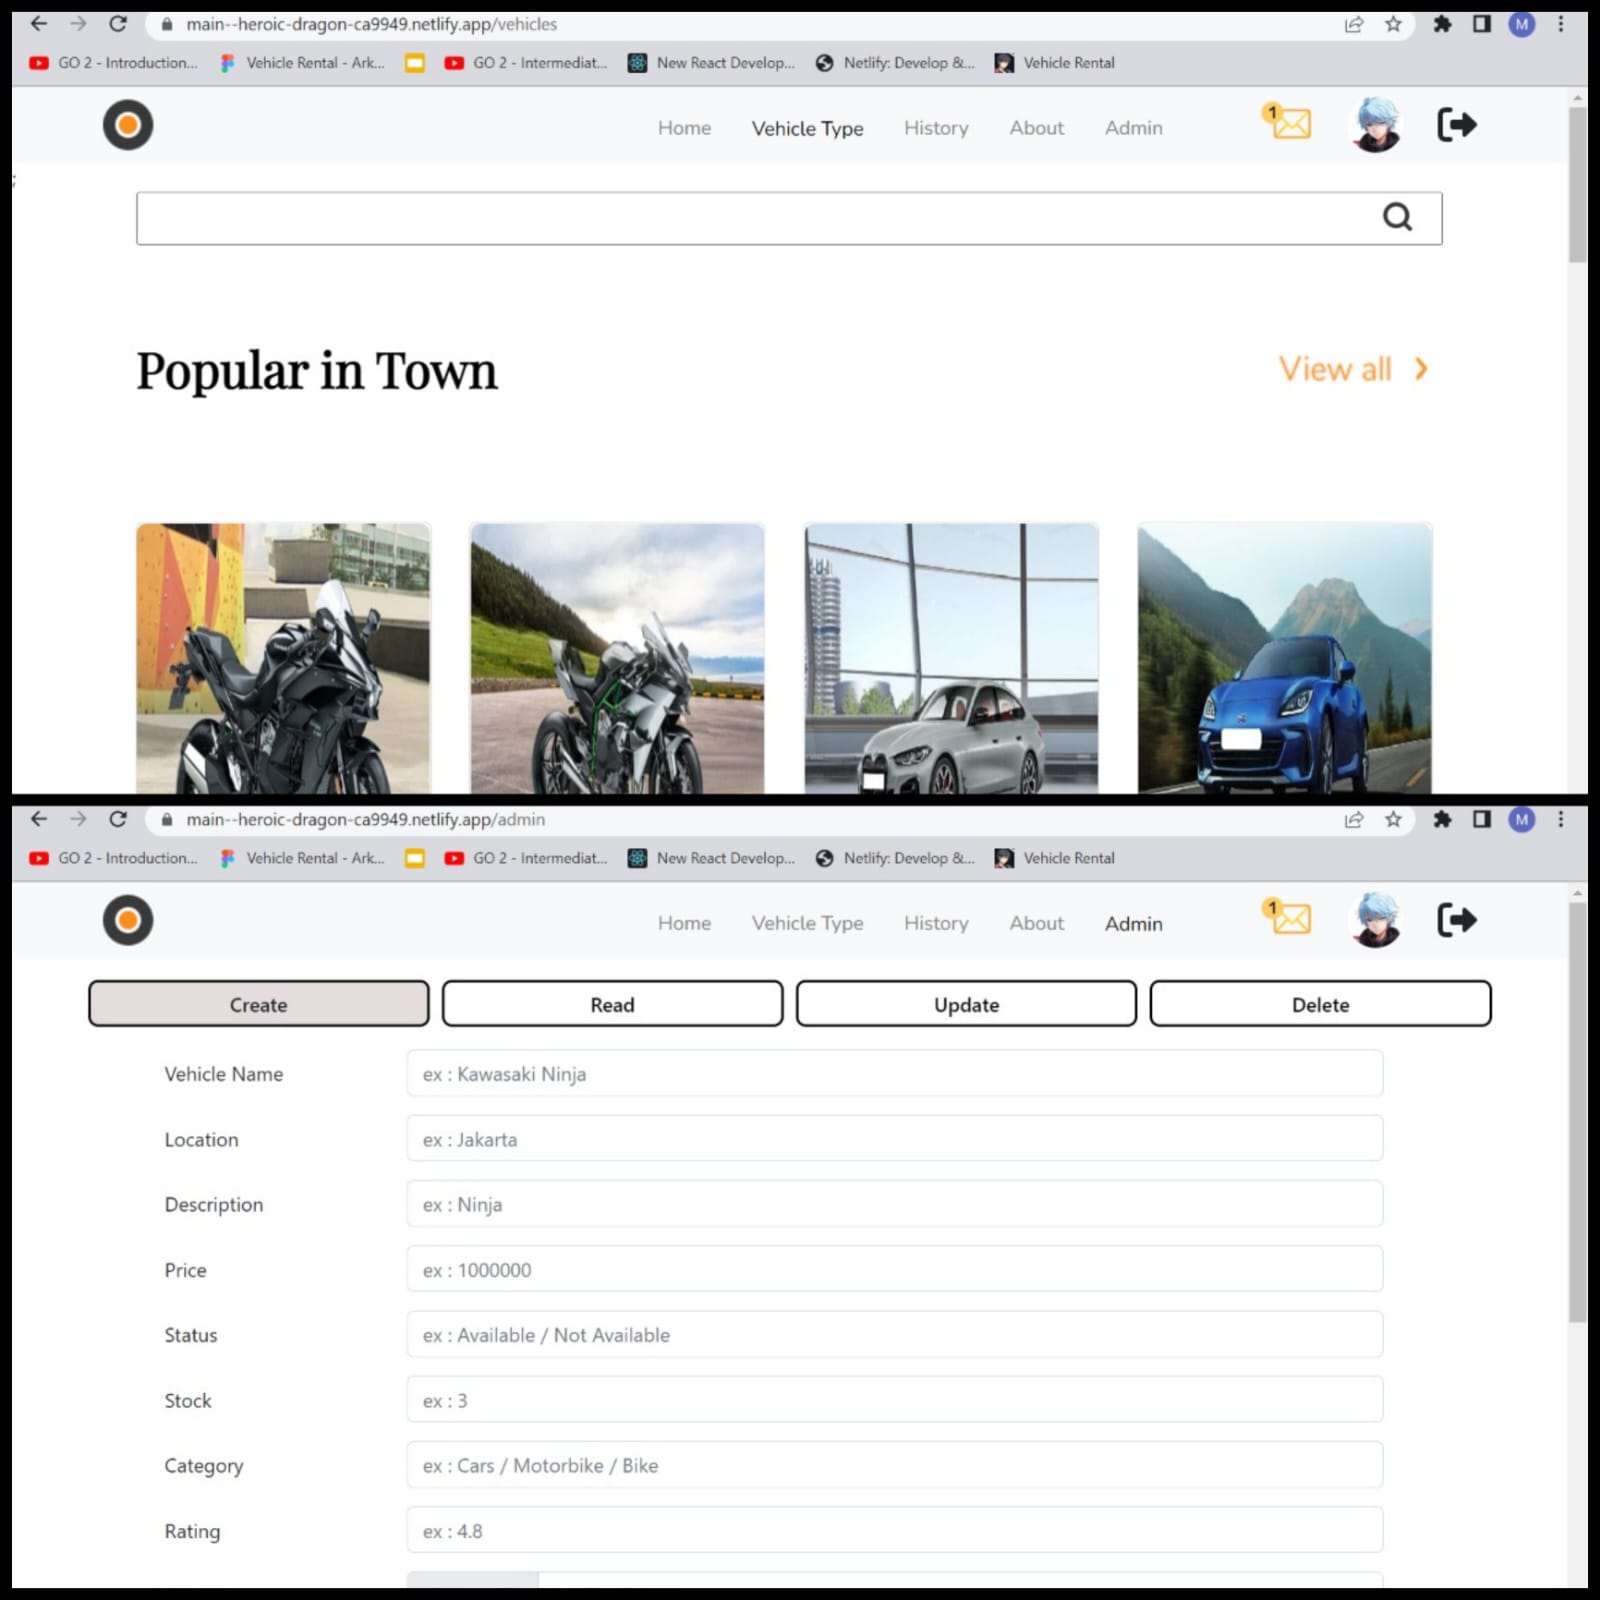 main--heroic-dragon-ca9949.netlify.app/vehicles
M
GO 2 - Introduction... Vehicle Rental - Ark... GO 2 - Intermediat... New React Develop... Netlify: Develop &... Vehicle Rental
Home Vehicle Type History About Admin 1
;
Popular in Town View all
main--heroic-dragon-ca9949.netlify.app/admin
M
GO 2 - Introduction... Vehicle Rental - Ark... GO 2 - Intermediat... New React Develop... Netlify: Develop &... Vehicle Rental
Home Vehicle Type History About Admin 1
Create Read Update Delete
Vehicle Name ex : Kawasaki Ninja
Location ex : Jakarta
Description ex : Ninja
Price ex : 1000000
Status ex : Available / Not Available
Stock ex : 3
Category ex : Cars / Motorbike / Bike
Rating ex : 4.8